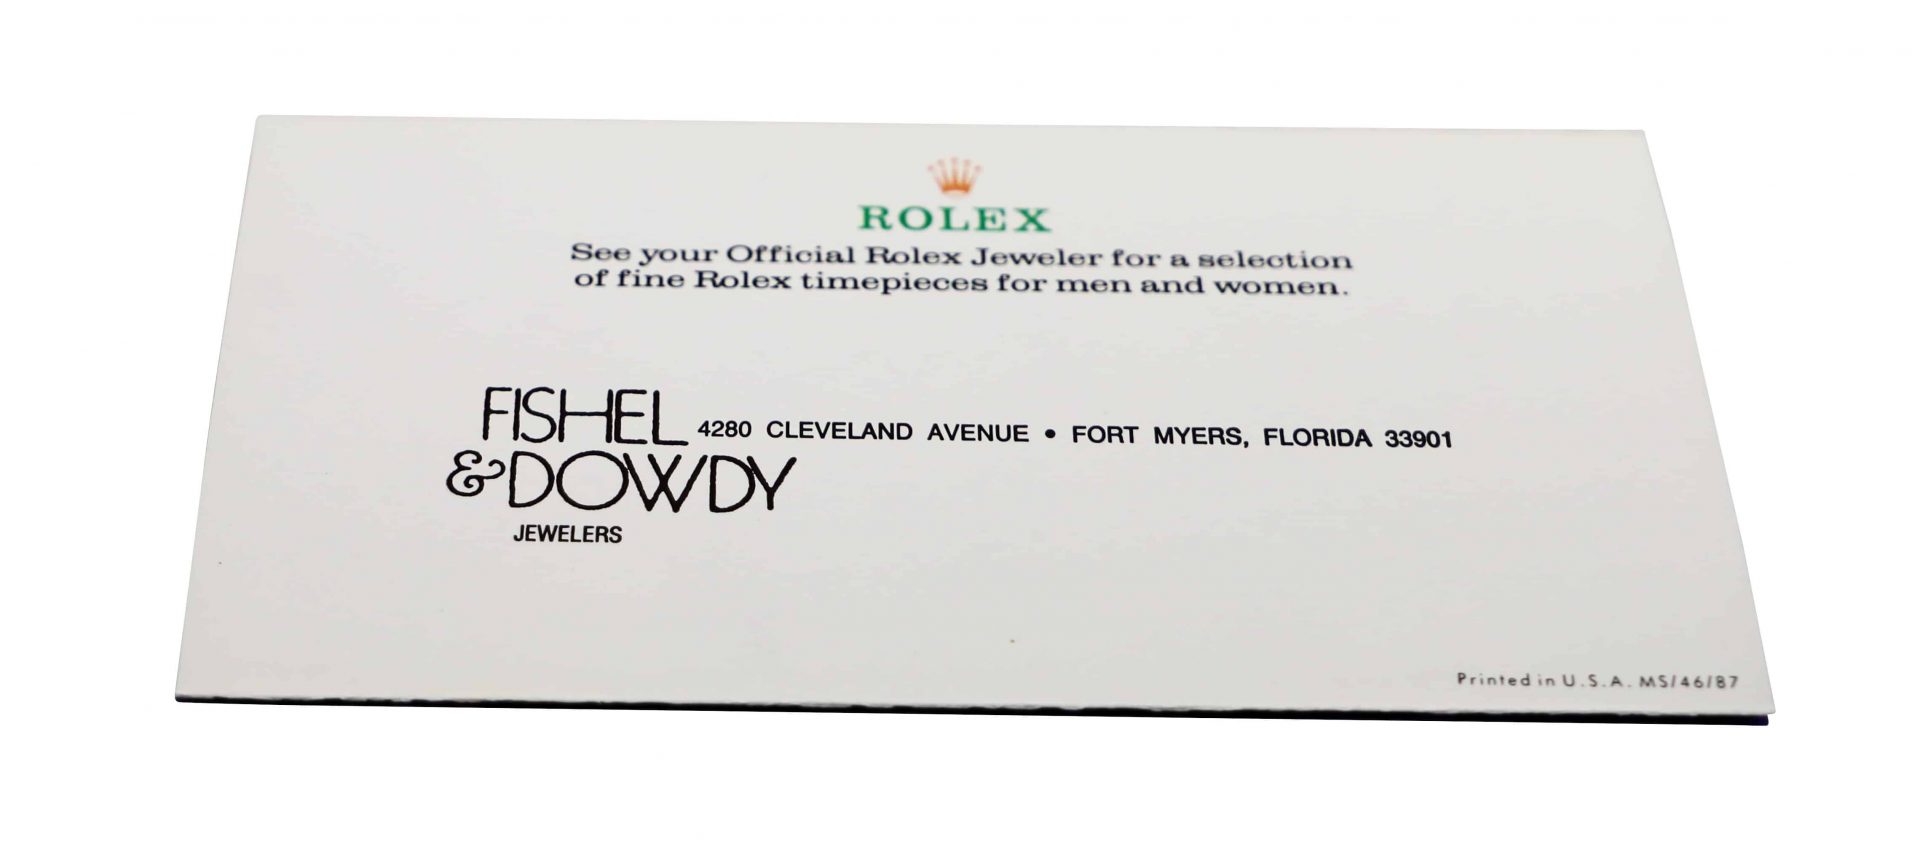 ROLEX
See your Official Rolex Jeweler for a selection
of fine Rolex timepieces for men and women.
FISHEL
& DOWDY
JEWELERS
4280 CLEVELAND AVENUE • FORT MYERS, FLORIDA 33901
Printed in U.S.A. MS/46/87